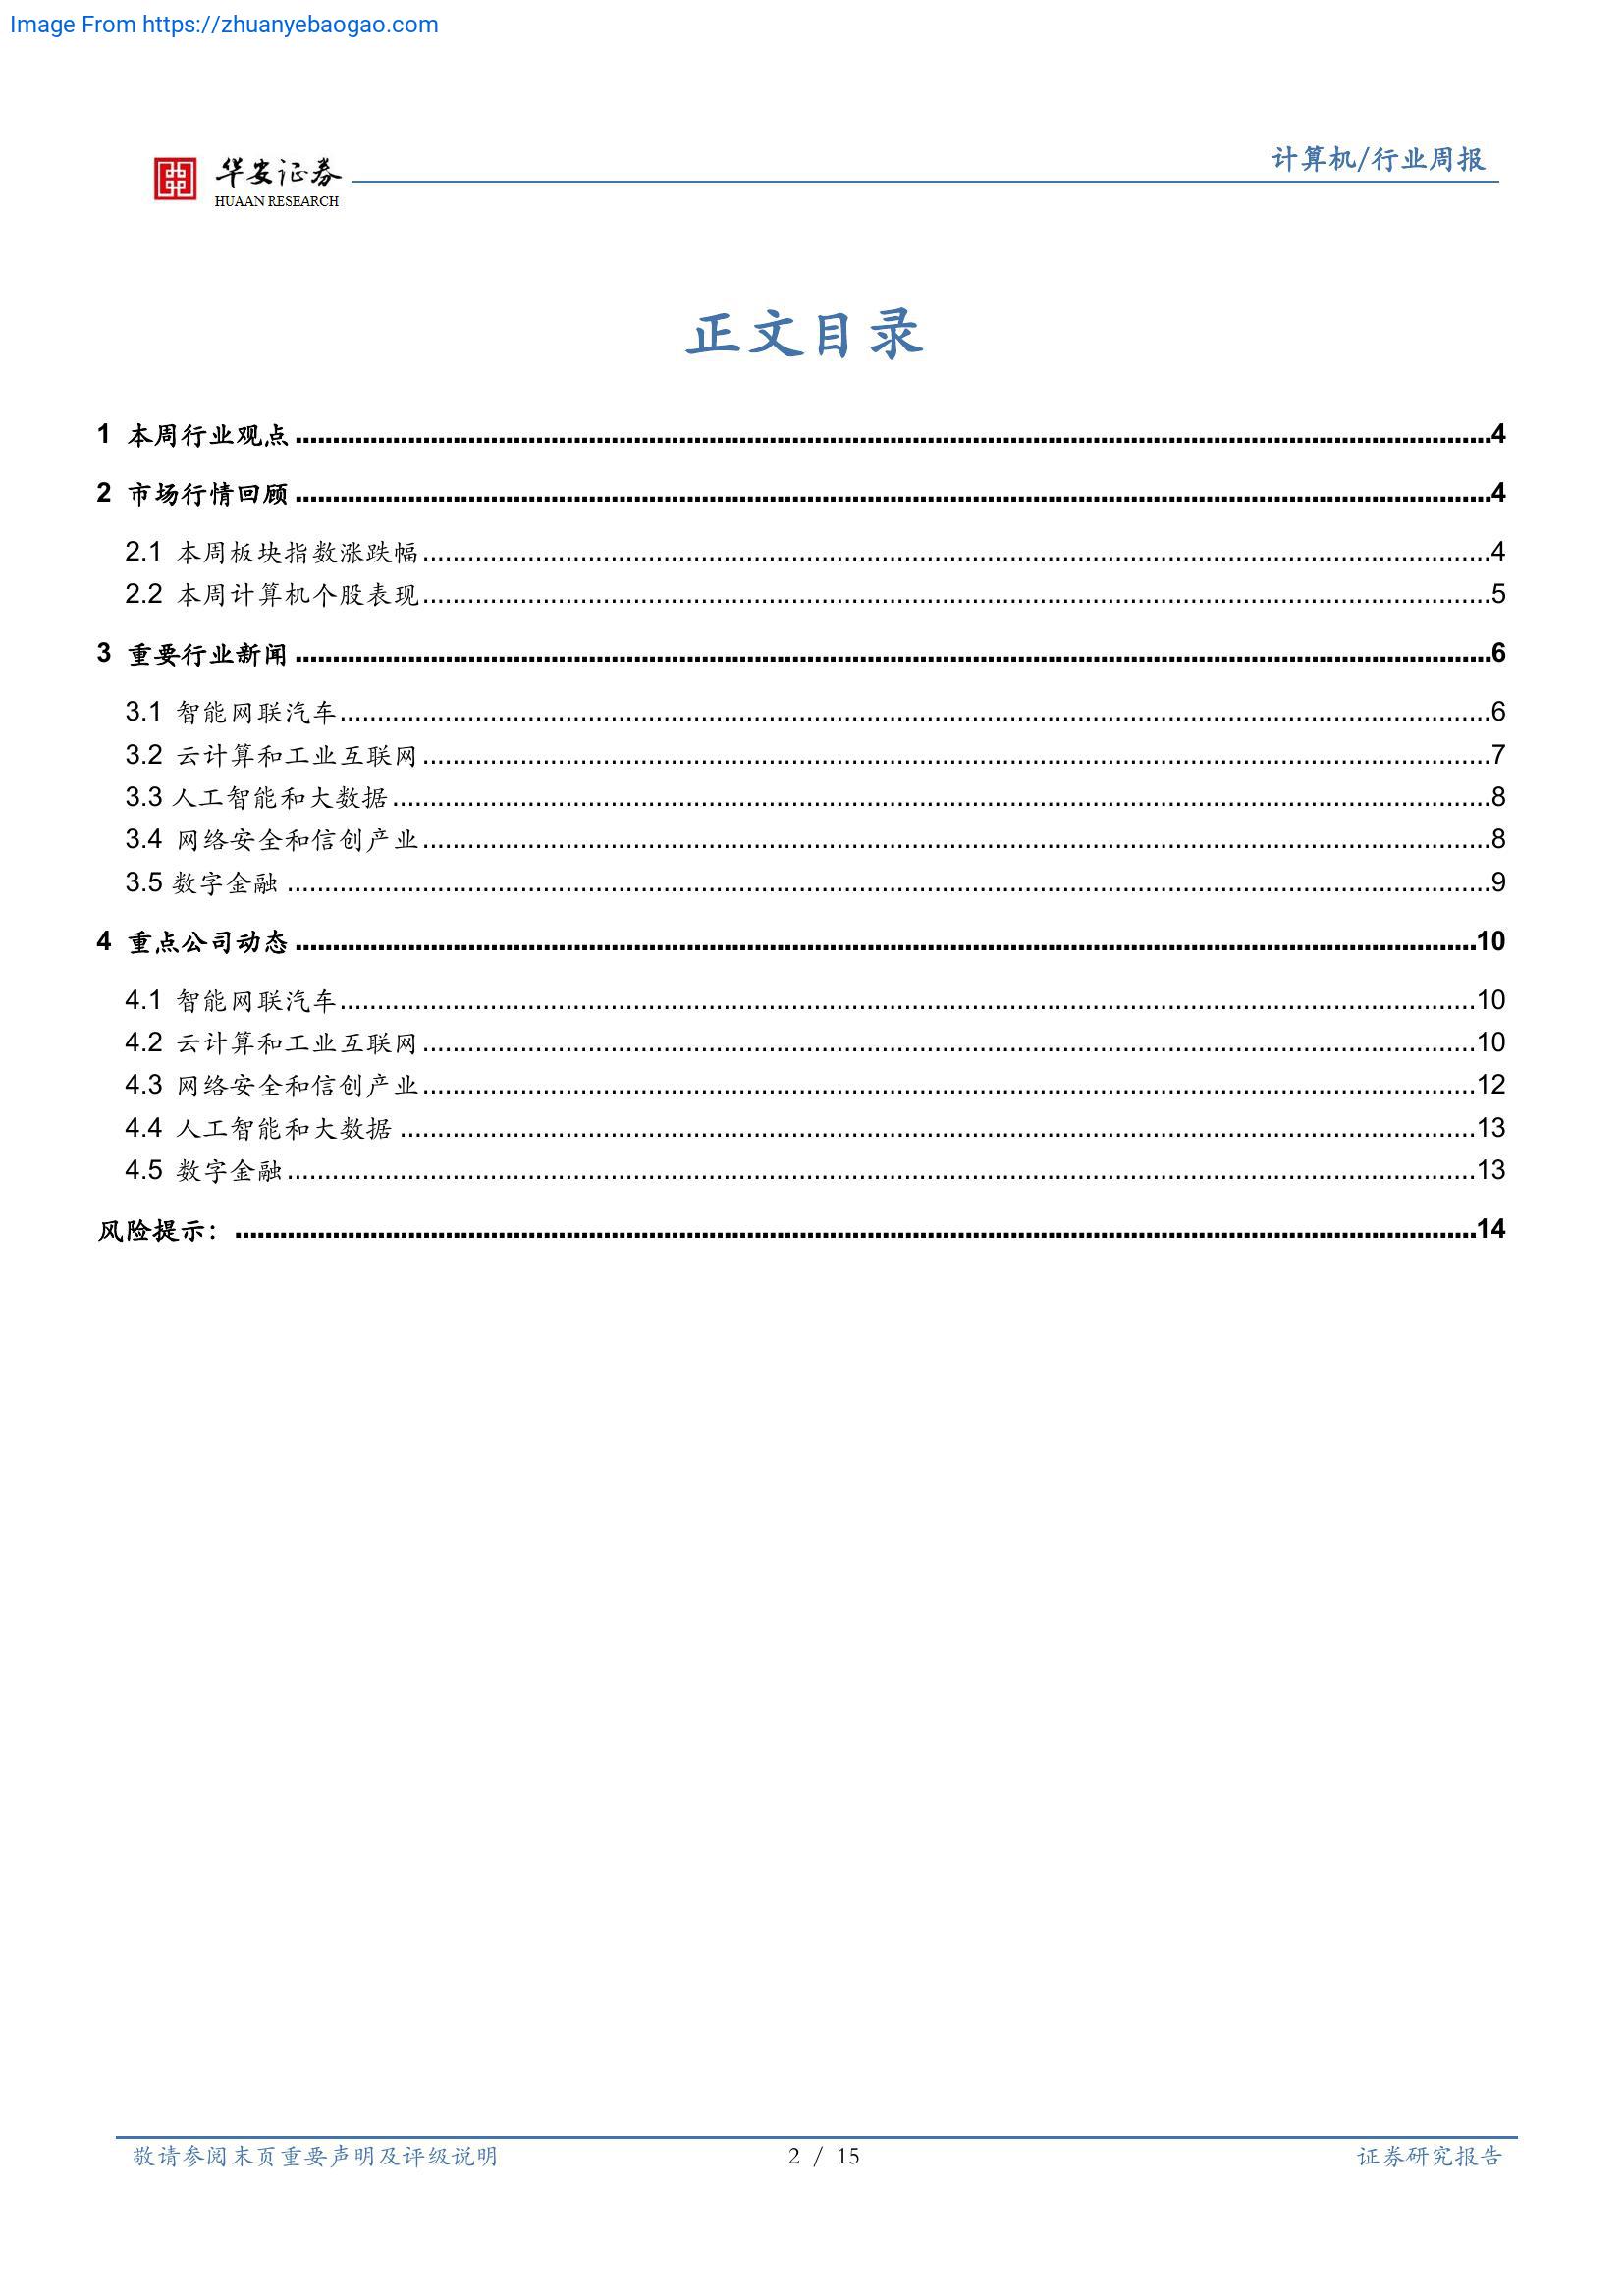 Image From https://zhuanyebaogao.com
华安证券
HUAAN RESEARCH
计算机/行业周报
正文目录
1 本周行业观点........................................4
2 市场行情回顾........................................4
2.1 本周板块指数涨跌幅........................................4
2.2 本周计算机个股表现........................................5
3 重要行业新闻........................................6
3.1 智能网联汽车........................................6
3.2 云计算和工业互联网........................................7
3.3 人工智能和大数据........................................8
3.4 网络安全和信创产业........................................8
3.5 数字金融........................................9
4 重点公司动态........................................10
4.1 智能网联汽车........................................10
4.2 云计算和工业互联网........................................10
4.3 网络安全和信创产业........................................12
4.4 人工智能和大数据........................................13
4.5 数字金融........................................13
风险提示：........................................14
敬请参阅末页重要声明及评级说明 2 / 15 证券研究报告